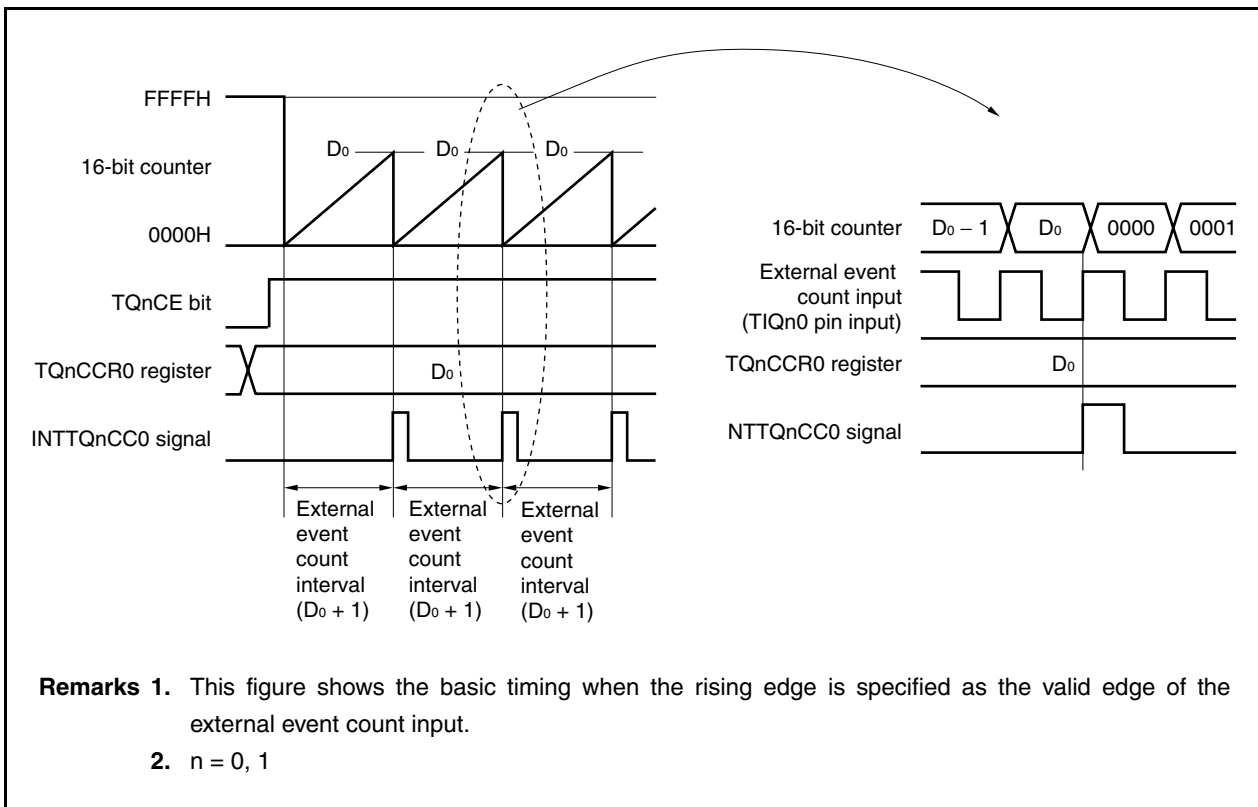 FFFFH
16-bit counter
0000H
D0 D0 D0
TQnCE bit
TQnCCR0 register
D0
INTTQnCC0 signal
External
event
count
interval
(D0 + 1)
External
event
count
interval
(D0 + 1)
External
event
count
interval
(D0 + 1)
16-bit counter
D0 − 1 D0 0000 0001
External event
count input
(TIQn0 pin input)
TQnCCR0 register
D0
NTTQnCC0 signal
Remarks 1. This figure shows the basic timing when the rising edge is specified as the valid edge of the
external event count input.
2. n = 0, 1